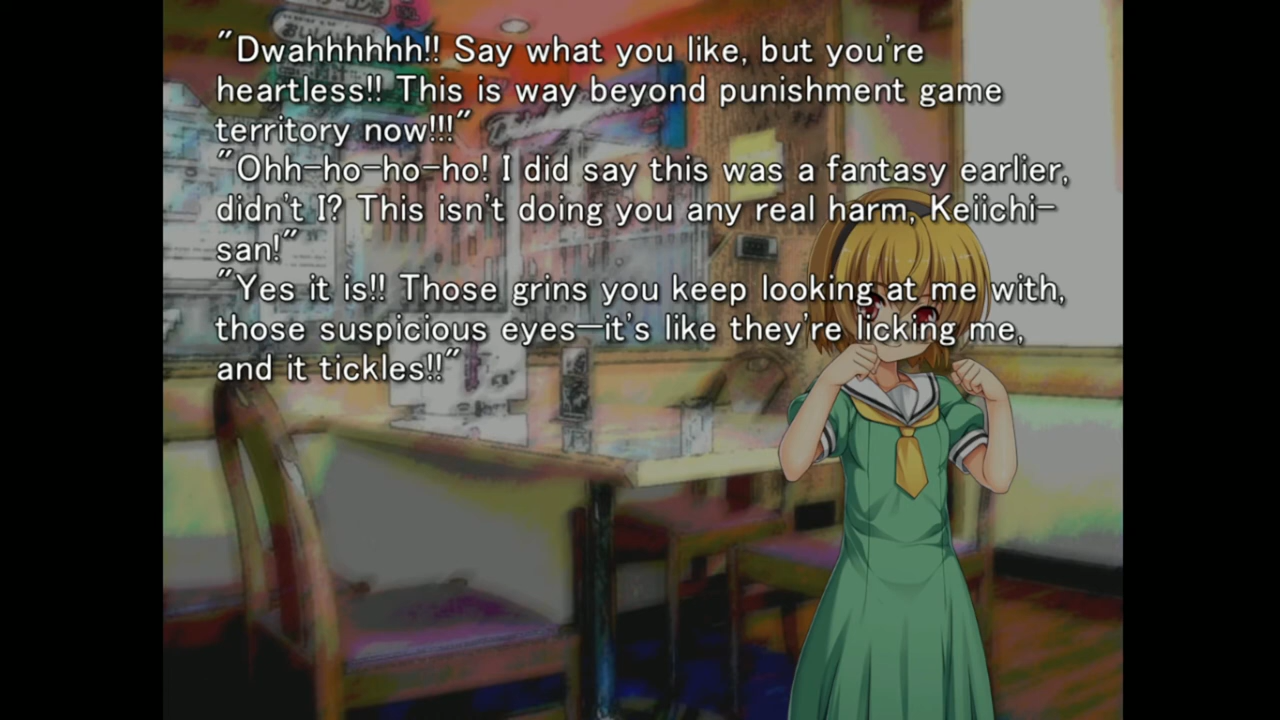 "Dwahhhhhh!! Say what you like, but you're
heartless!! This is way beyond punishment game
territory now!!!"
"Ohh-ho-ho-ho! I did say this was a fantasy earlier,
didn't I? This isn't doing you any real harm, Keiichi-
san!"
"Yes it is!! Those grins you keep looking at me with,
those suspicious eyes—it's like they're licking me,
and it tickles!!"